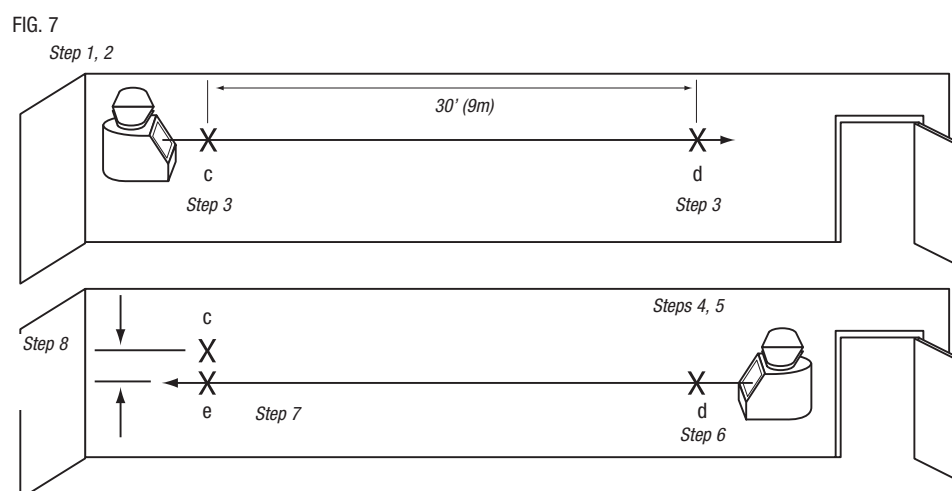 FIG. 7
Step 1, 2
30' (9m)
X X
c d
Step 3 Step 3
c Steps 4, 5
Step 8 X
X X
e Step 7 d
Step 6